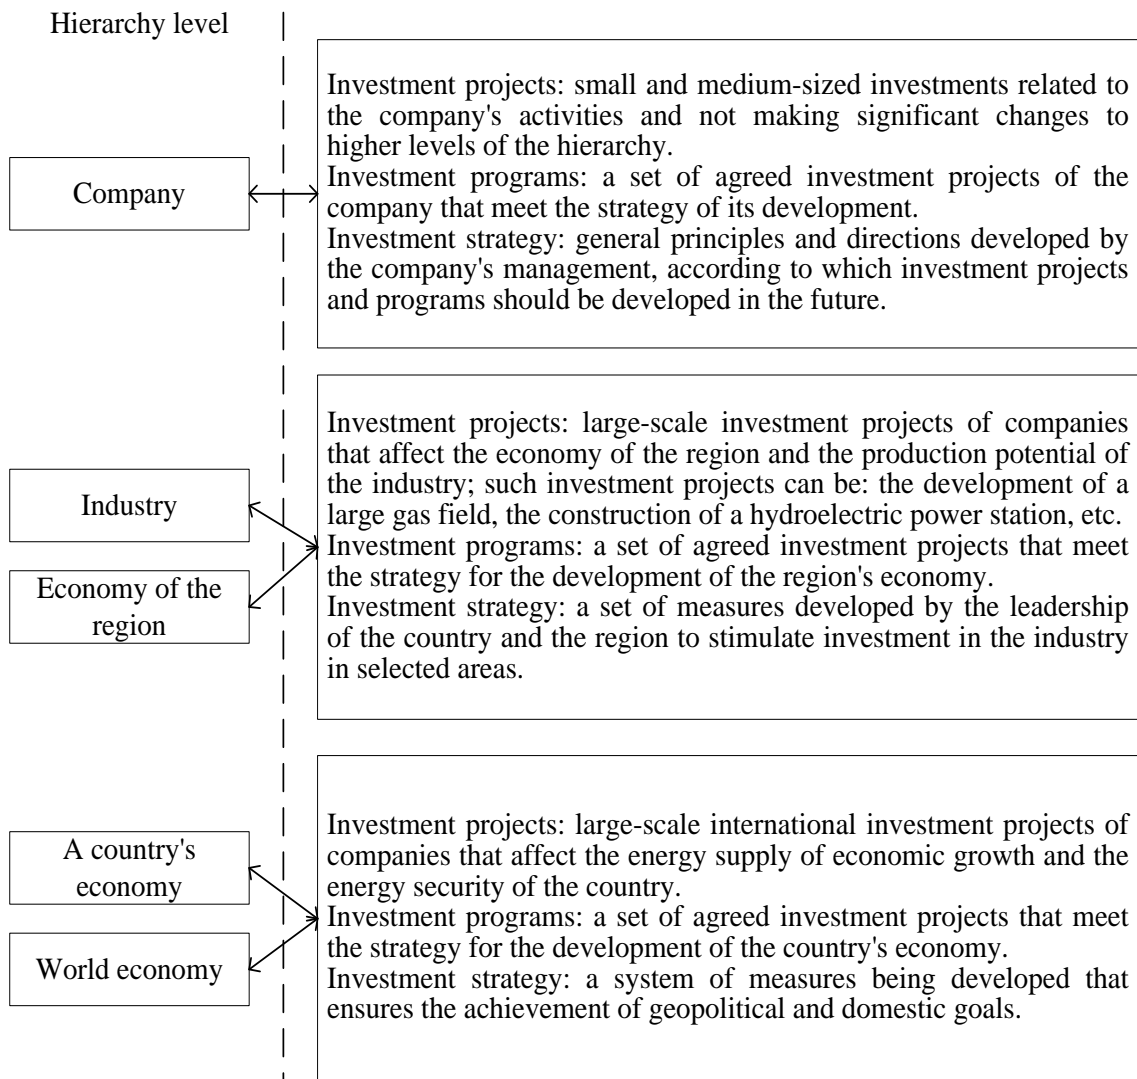 Hierarchy level
Company
Investment projects: small and medium-sized investments related to
the company's activities and not making significant changes to
higher levels of the hierarchy.
Investment programs: a set of agreed investment projects of the
company that meet the strategy of its development.
Investment strategy: general principles and directions developed by
the company's management, according to which investment projects
and programs should be developed in the future.
Industry
Economy of the
region
Investment projects: large-scale investment projects of companies
that affect the economy of the region and the production potential of
the industry; such investment projects can be: the development of a
large gas field, the construction of a hydroelectric power station, etc.
Investment programs: a set of agreed investment projects that meet
the strategy for the development of the region's economy.
Investment strategy: a set of measures developed by the leadership
of the country and the region to stimulate investment in the industry
in selected areas.
A country's
economy
World economy
Investment projects: large-scale international investment projects of
companies that affect the energy supply of economic growth and the
energy security of the country.
Investment programs: a set of agreed investment projects that meet
the strategy for the development of the country's economy.
Investment strategy: a system of measures being developed that
ensures the achievement of geopolitical and domestic goals.